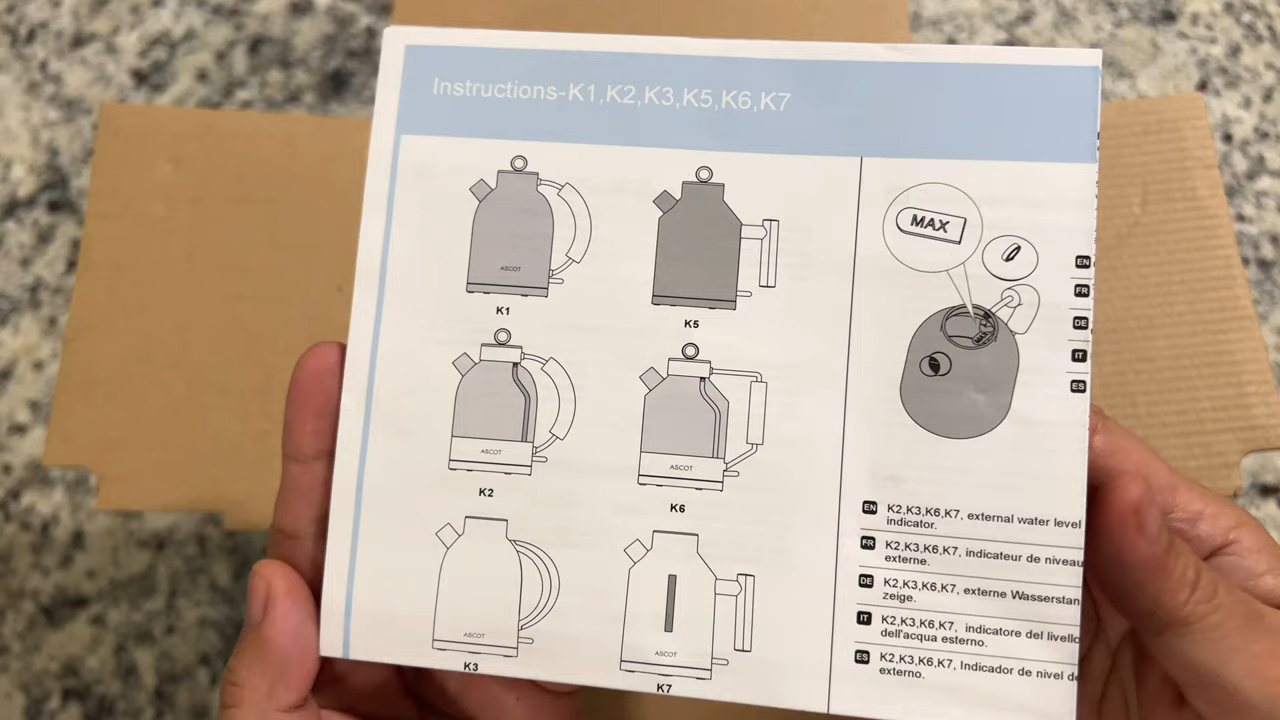 Instructions-K1,K2,K3,K5,K6,K7
ASCOT
K1
K5
ASCOT
K2
ASCOT
K6
ASCOT
K3
ASCOT
K7
MAX
MAX
EN
FR
DE
IT
ES
EN K2,K3,K6,K7, external water level
indicator.
FR K2,K3,K6,K7, indicateur de niveau
externe.
DE K2,K3,K6,K7, externe Wasserstan
zeige.
IT K2,K3,K6,K7, indicatore del livello
dell'acqua esterno.
ES K2,K3,K6,K7, Indicador de nivel de
externo.